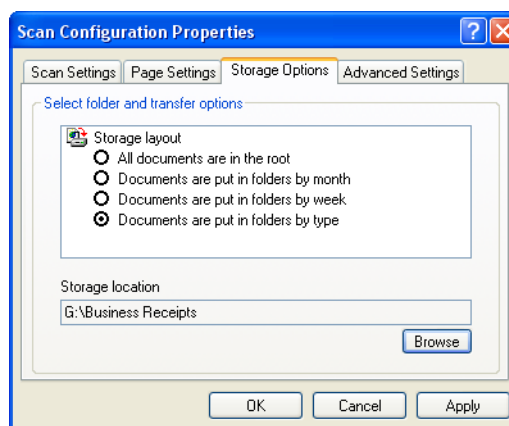 Scan Configuration Properties
Scan Settings Page Settings Storage Options Advanced Settings
Select folder and transfer options
Storage layout
All documents are in the root
Documents are put in folders by month
Documents are put in folders by week
Documents are put in folders by type
Storage location
G:\Business Receipts
Browse
OK Cancel Apply